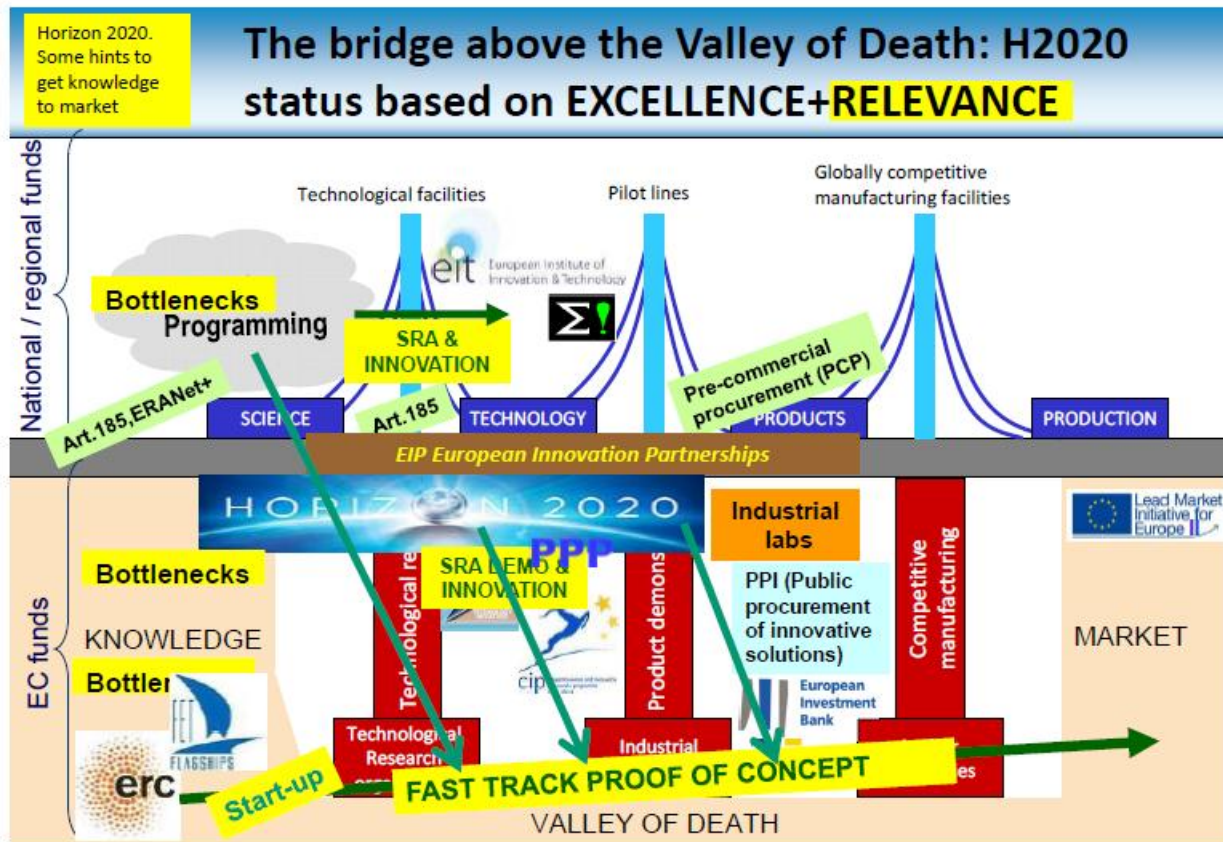 Horizon 2020.
Some hints to
get knowledge
to market
The bridge above the Valley of Death: H2020
status based on EXCELLENCE+RELEVANCE
National / regional funds
Technological facilities
Pilot lines
Globally competitive
manufacturing facilities
eit European Institute of
Innovation & Technology
Bottlenecks
Programming
Σ!
SRA &
INNOVATION
Pre-commercial
procurement (PCP)
Art.185,ERANet+
SCIENCE
Art.185
TECHNOLOGY
PRODUCTS
PRODUCTION
EIP European Innovation Partnerships
EC funds
HORIZON 2020
PPP
Industrial
labs
Lead Market
Initiative for
Europe II
Bottlenecks
Technological re
SRA DEMO &
INNOVATION
Product demons
PPI (Public
procurement
of innovative
solutions)
Competitive
manufacturing
KNOWLEDGE
MARKET
cip
Bottle
FLAGSHIPS
European
Investment
Bank
Technological
Research
Industrial
erc
Start-up
FAST TRACK PROOF OF CONCEPT
VALLEY OF DEATH